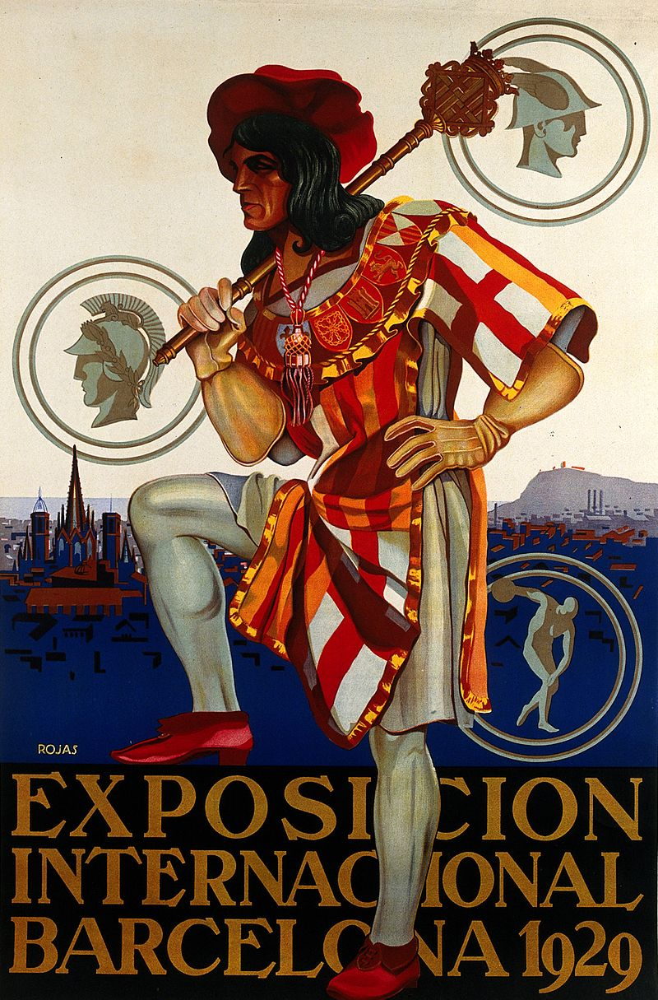 ROJAS
EXPOSICION
INTERNACIONAL
BARCELONA 1929